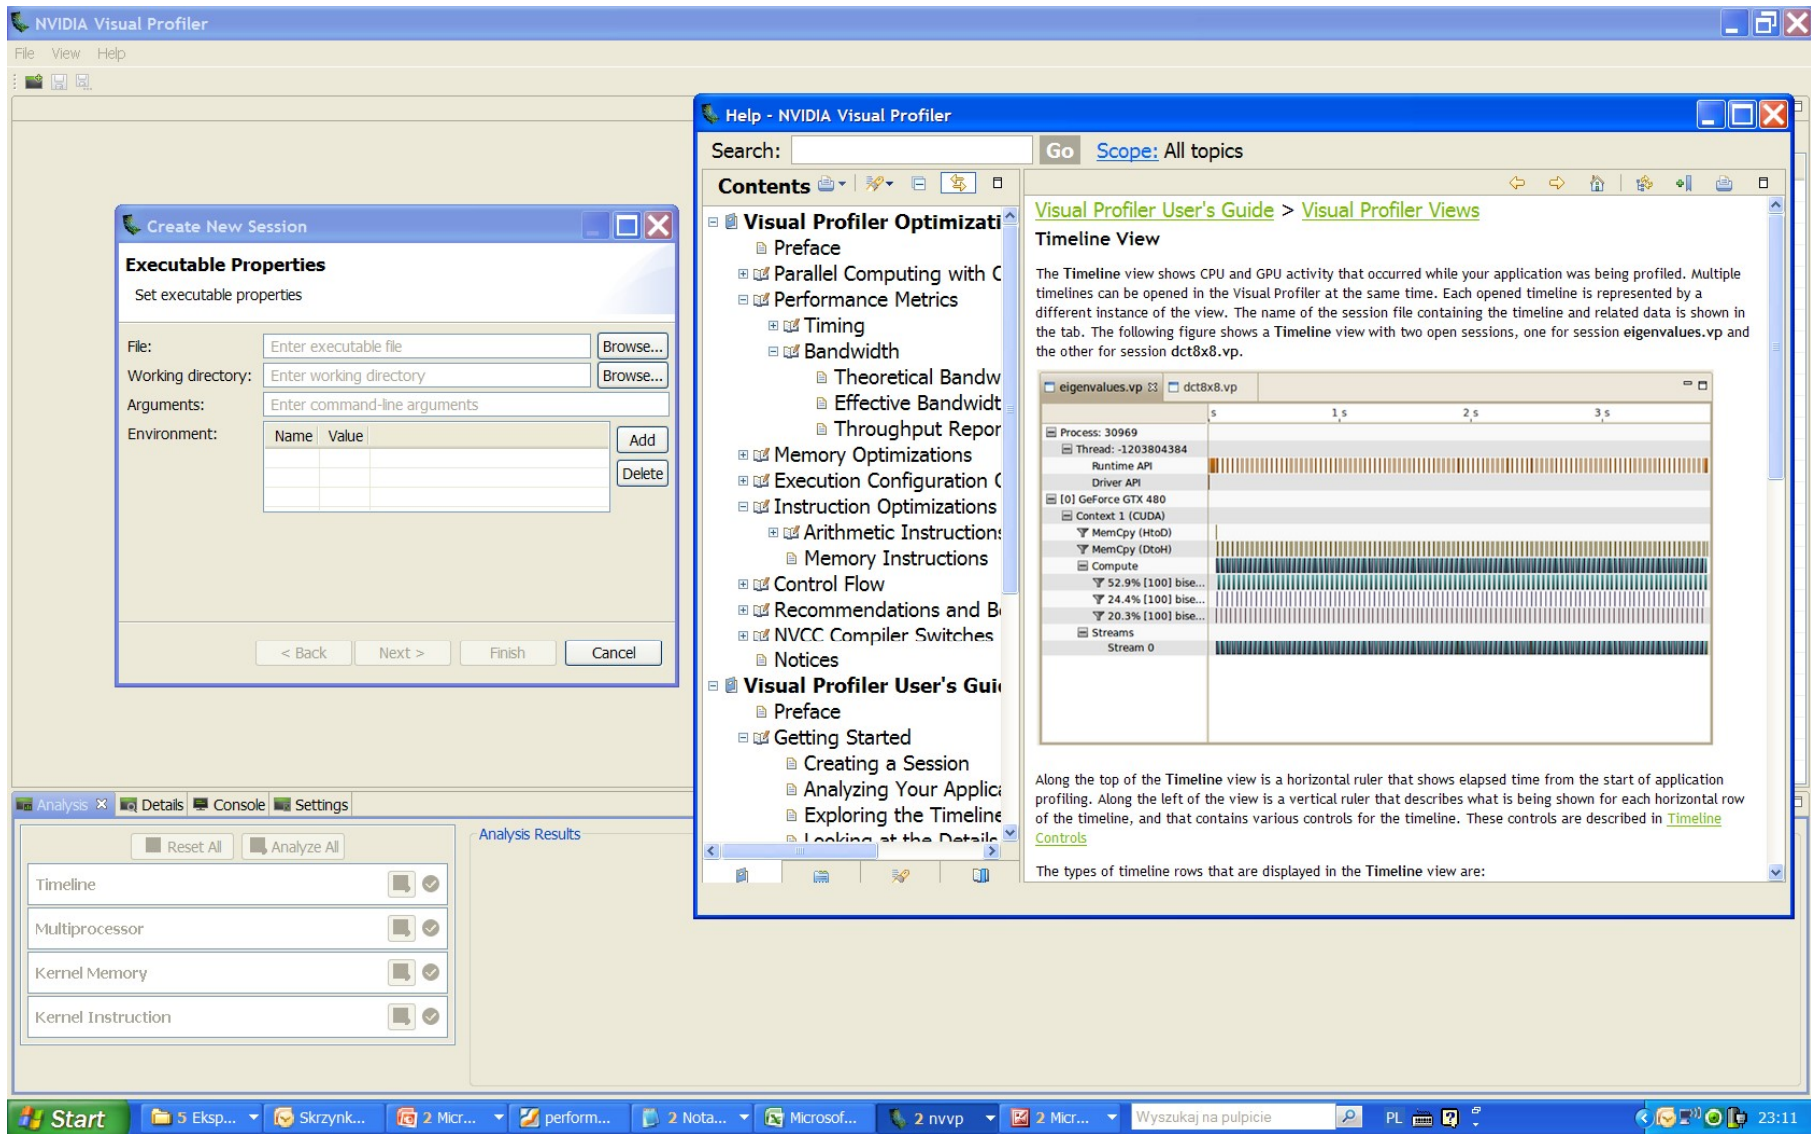 NVIDIA Visual Profiler
File View Help
Create New Session
Executable Properties
Set executable properties
File: Enter executable file Browse...
Working directory: Enter working directory Browse...
Arguments: Enter command-line arguments
Environment: Name Value Add
Delete
< Back Next > Finish Cancel
Help - NVIDIA Visual Profiler
Search: Go Scope: All topics
Contents
Visual Profiler Optimizati
Preface
Parallel Computing with C
Performance Metrics
Timing
Bandwidth
Theoretical Bandw
Effective Bandwidt
Throughput Repor
Memory Optimizations
Execution Configuration C
Instruction Optimizations
Arithmetic Instructions
Memory Instructions
Control Flow
Recommendations and Be
NVCC Compiler Switches
Notices
Visual Profiler User's Gui
Preface
Getting Started
Creating a Session
Analyzing Your Applica
Exploring the Timeline
Looking at the Details
Visual Profiler User's Guide > Visual Profiler Views
Timeline View
The Timeline view shows CPU and GPU activity that occurred while your application was being profiled. Multiple
timelines can be opened in the Visual Profiler at the same time. Each opened timeline is represented by a
different instance of the view. The name of the session file containing the timeline and related data is shown in
the tab. The following figure shows a Timeline view with two open sessions, one for session eigenvalues.vp and
the other for session dct8x8.vp.
eigenvalues.vp dct8x8.vp
s 1 s 2 s 3 s
Process: 30969
Thread: -1203804384
Runtime API
Driver API
[0] GeForce GTX 480
Context 1 (CUDA)
MemCpy (HtoD)
MemCpy (DtoH)
Compute
52.9% [100] bise...
24.4% [100] bise...
20.3% [100] bise...
Streams
Stream 0
Along the top of the Timeline view is a horizontal ruler that shows elapsed time from the start of application
profiling. Along the left of the view is a vertical ruler that describes what is being shown for each horizontal row
of the timeline, and that contains various controls for the timeline. These controls are described in Timeline
Controls
The types of timeline rows that are displayed in the Timeline view are:
Analysis Details Console Settings
Reset All Analyze All
Timeline
Multiprocessor
Kernel Memory
Kernel Instruction
Analysis Results
Start 5 Eksp... Skrzynk... 2 Micr... perform... 2 Nota... Microsof... 2 nvvp 2 Micr... Wyszukaj na pulpicie PL 23:11